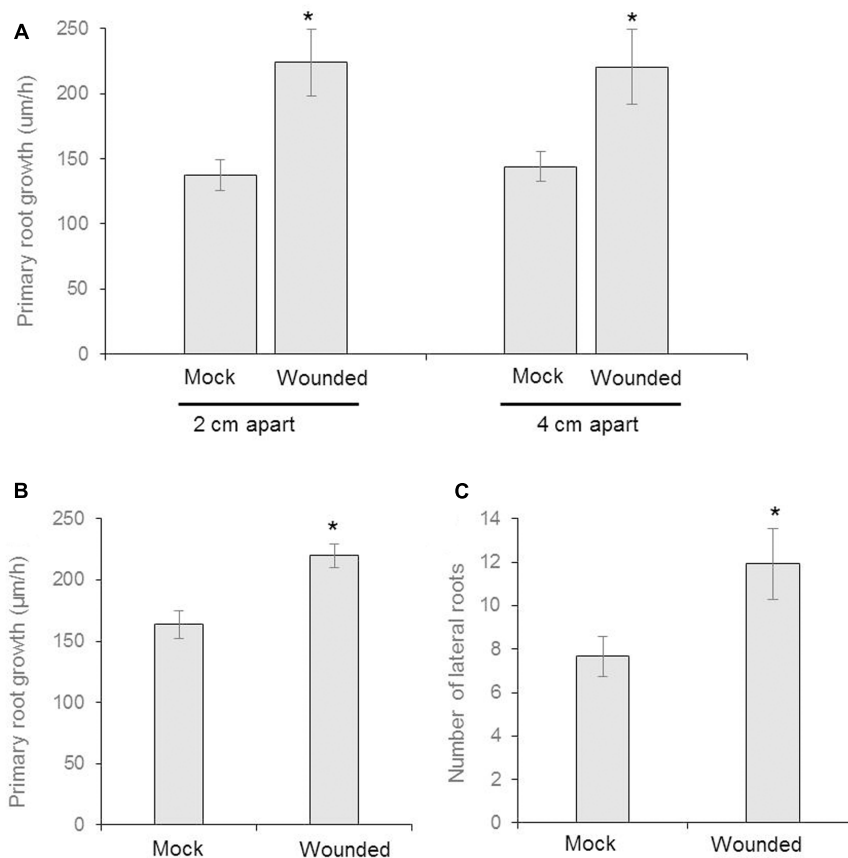 A
Primary root growth (um/h)
250
200
150
100
50
0
*
*
Mock
Wounded
Mock
Wounded
2 cm apart
4 cm apart
B
Primary root growth (µm/h)
250
200
150
100
50
0
*
Mock
Wounded
C
Number of lateral roots
14
12
10
8
6
4
2
0
*
Mock
Wounded